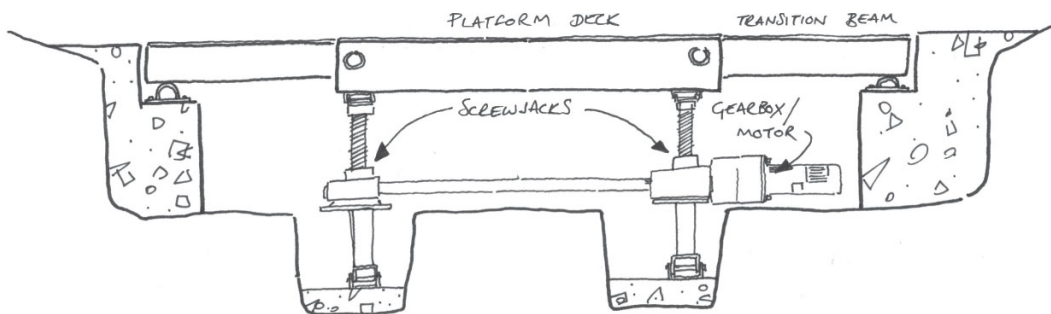 PLATFORM DECK
TRANSITION BEAM
SCREWJACKS
GEARBOX/
MOTOR